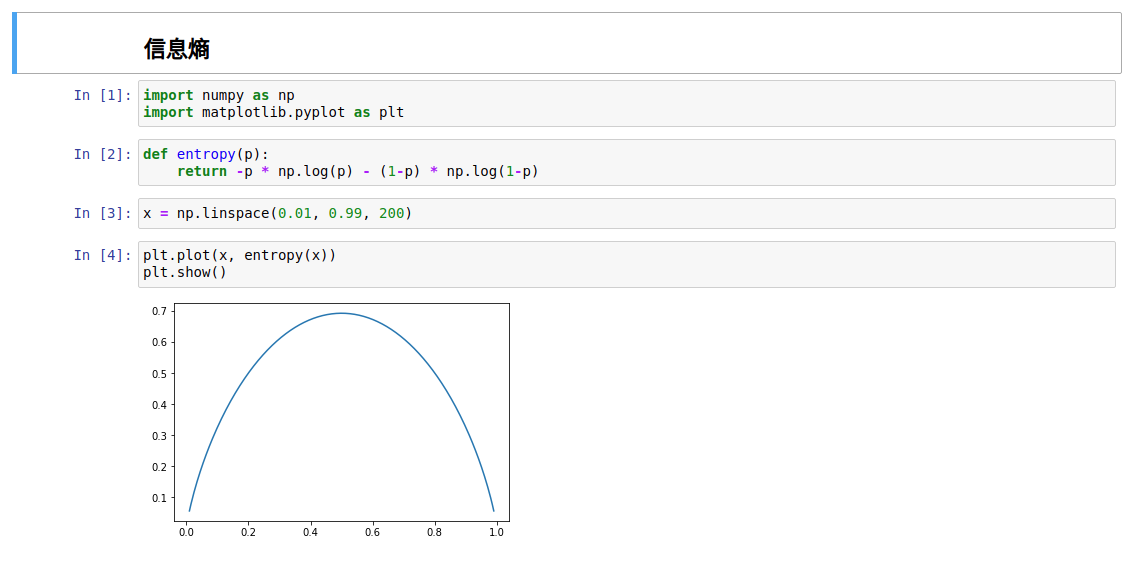 信息熵
In [1]: import numpy as np
import matplotlib.pyplot as plt
In [2]: def entropy(p):
    return -p * np.log(p) - (1-p) * np.log(1-p)
In [3]: x = np.linspace(0.01, 0.99, 200)
In [4]: plt.plot(x, entropy(x))
plt.show()
0.7
0.6
0.5
0.4
0.3
0.2
0.1
0.0 0.2 0.4 0.6 0.8 1.0